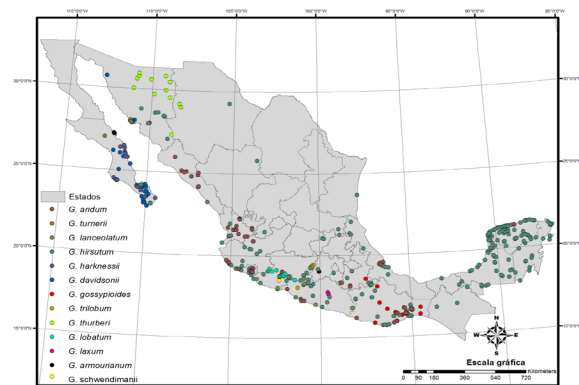 115°0'0"W 110°0'0"W 105°0'0"W 100°0'0"W 95°0'0"W 90°0'0"W 85°0'0"W
30°0'0"N
25°0'0"N
20°0'0"N
15°0'0"N
Estados
G. aridum
G. turnerii
G. lanceolatum
G. hirsutum
G. harknessii
G. davidsonii
G. gossypioides
G. trilobum
G. thurberi
G. lobatum
G. laxum
G. armourianum
G. schwendimanii
N
W E
S
Escala gráfica
Kilometers
0 90 180 360 540 720